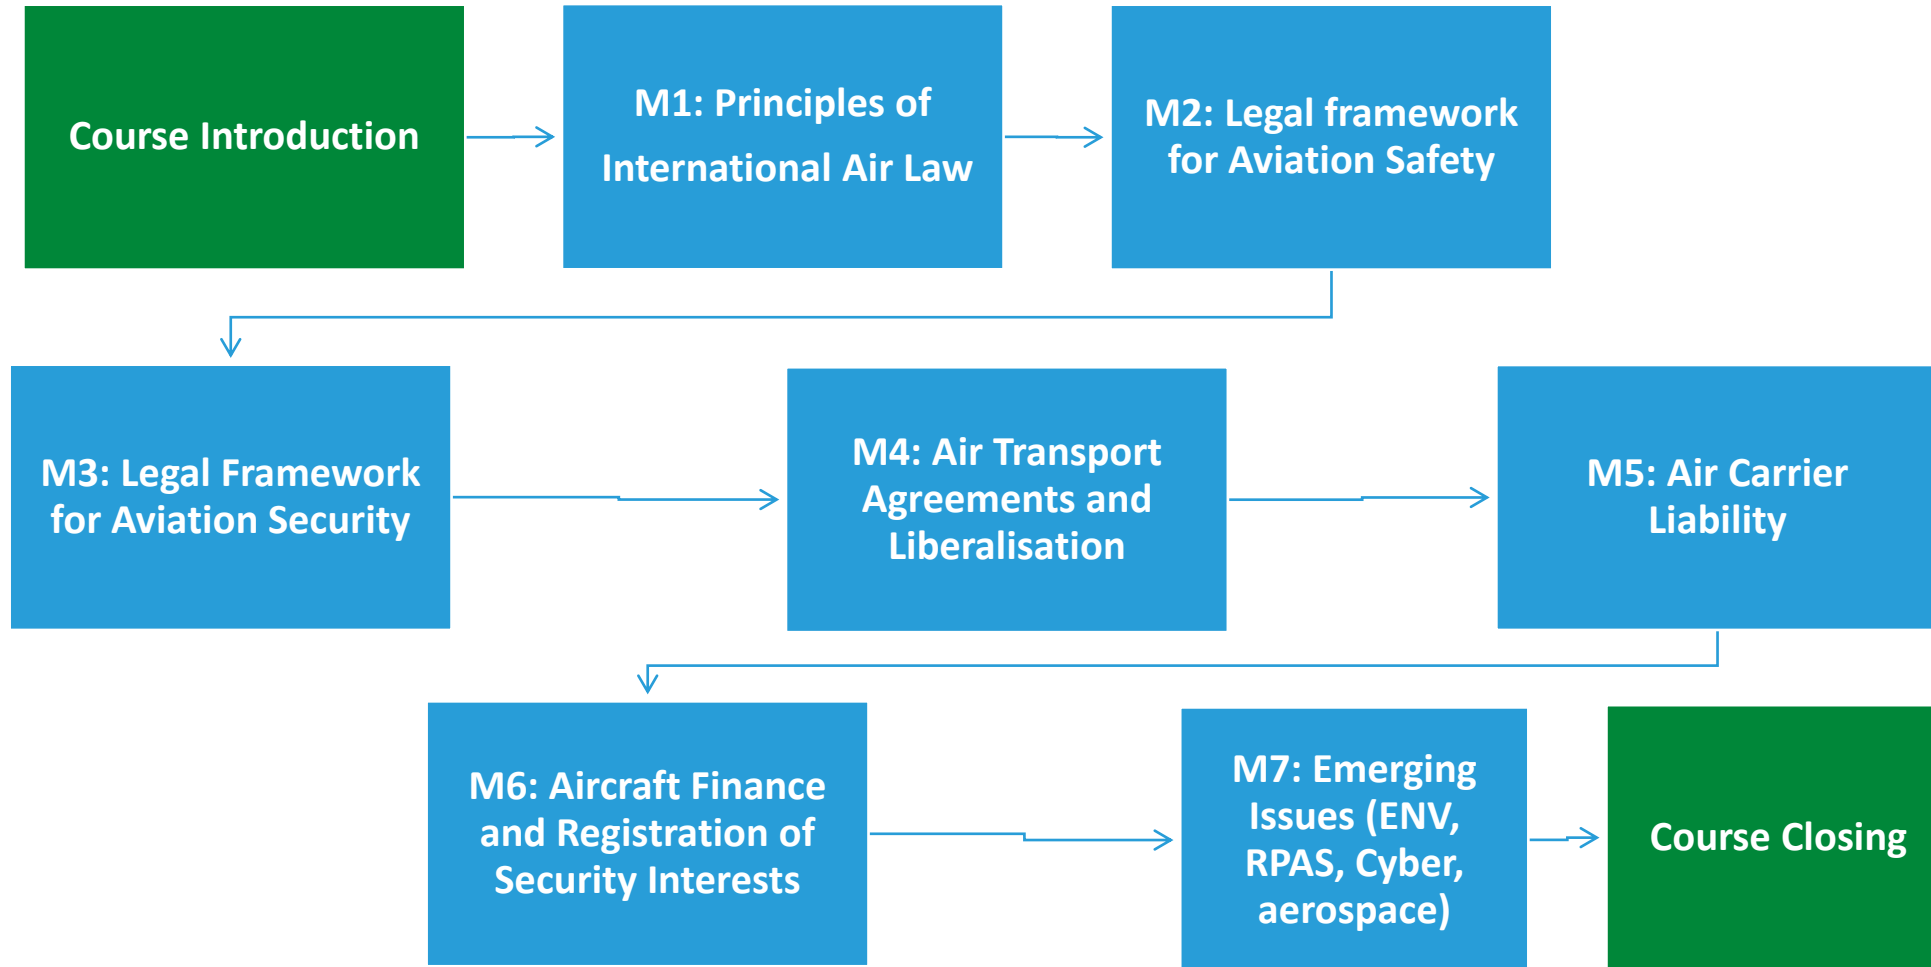 Course Introduction
M1: Principles of
International Air Law
M2: Legal framework
for Aviation Safety
M3: Legal Framework
for Aviation Security
M4: Air Transport
Agreements and
Liberalisation
M5: Air Carrier
Liability
M6: Aircraft Finance
and Registration of
Security Interests
M7: Emerging
Issues (ENV,
RPAS, Cyber,
aerospace)
Course Closing